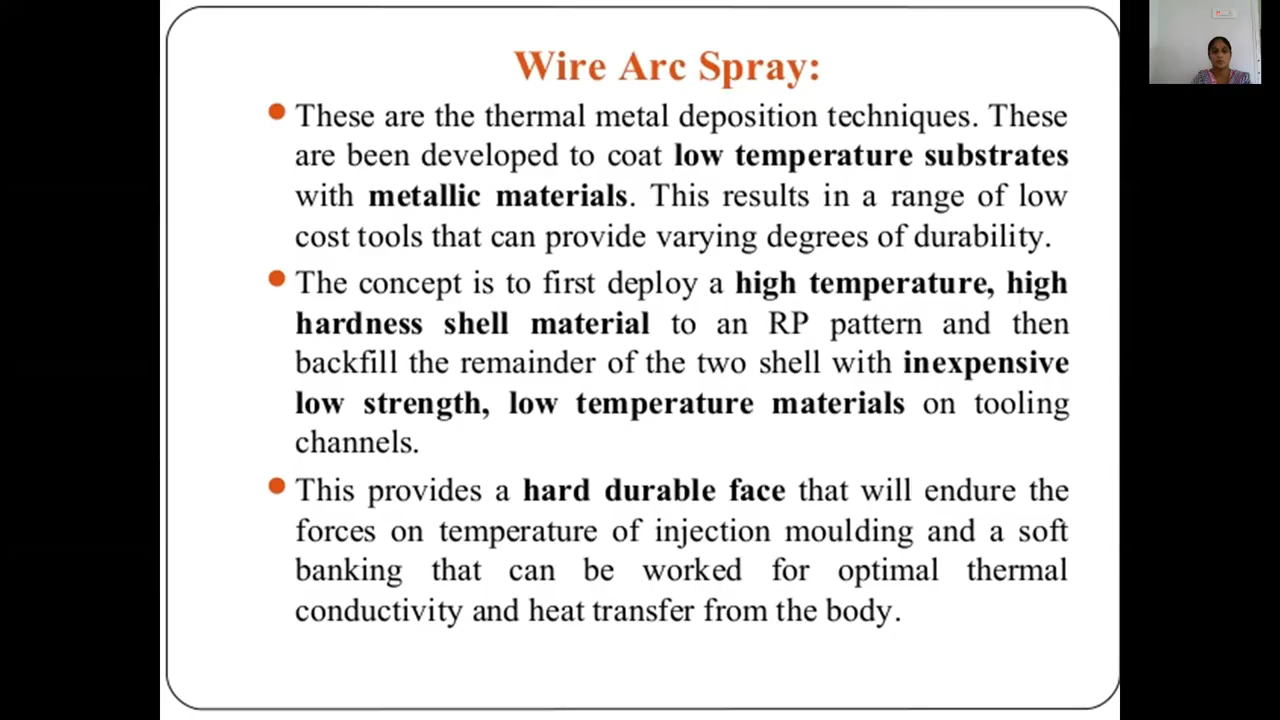 Wire Arc Spray:
These are the thermal metal deposition techniques. These
are been developed to coat low temperature substrates
with metallic materials. This results in a range of low
cost tools that can provide varying degrees of durability.
The concept is to first deploy a high temperature, high
hardness shell material to an RP pattern and then
backfill the remainder of the two shell with inexpensive
low strength, low temperature materials on tooling
channels.
This provides a hard durable face that will endure the
forces on temperature of injection moulding and a soft
banking that can be worked for optimal thermal
conductivity and heat transfer from the body.